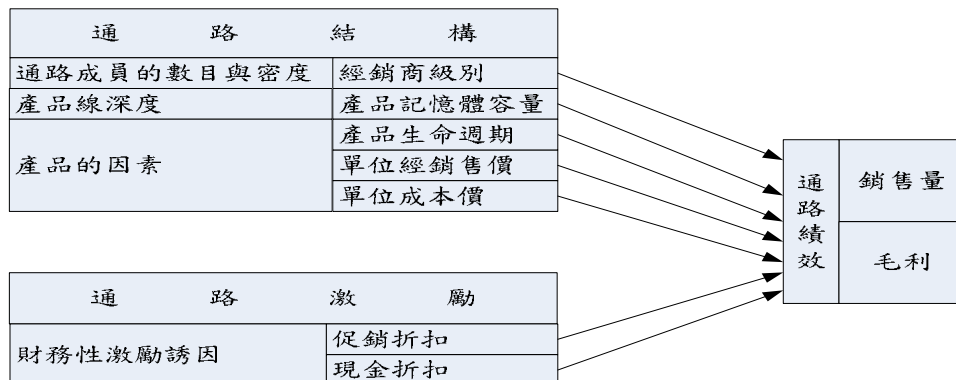 通路結構
通路成員的數目與密度 經銷商級別
產品線深度 產品記憶體容量
產品的因素 產品生命週期
單位經銷售價
單位成本價
通路績效 銷售量
毛利
通路激勵
財務性激勵誘因 促銷折扣
現金折扣